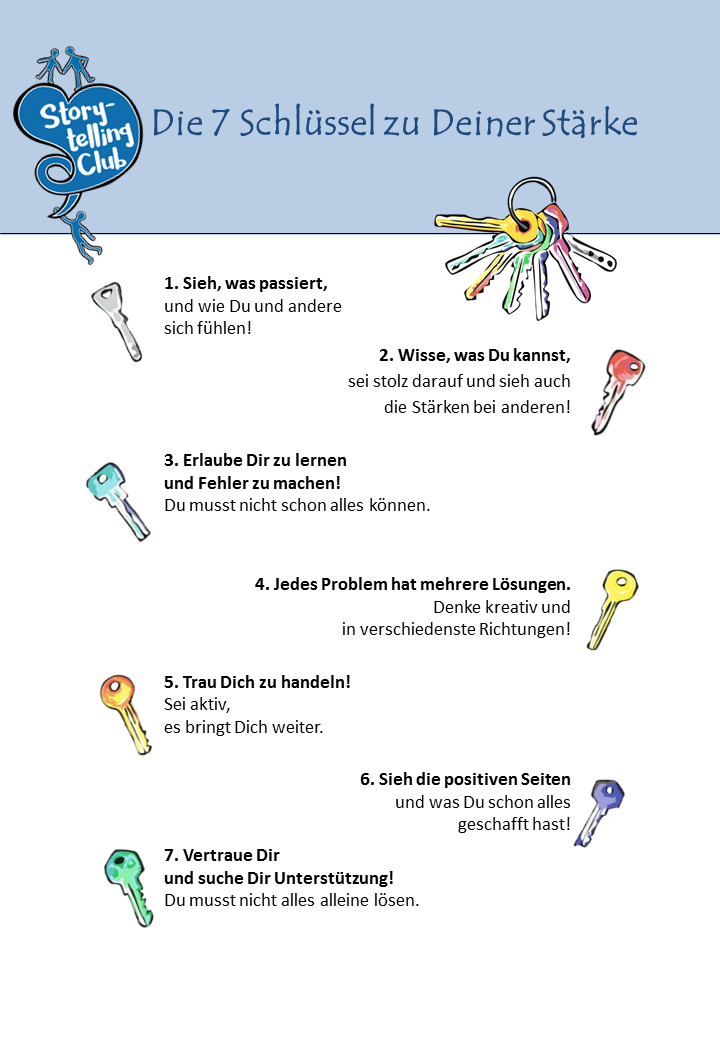 Story-
telling
Club
Die 7 Schlüssel zu Deiner Stärke
1. Sieh, was passiert,
und wie Du und andere
sich fühlen!
2. Wisse, was Du kannst,
sei stolz darauf und sieh auch
die Stärken bei anderen!
3. Erlaube Dir zu lernen
und Fehler zu machen!
Du musst nicht schon alles können.
4. Jedes Problem hat mehrere Lösungen.
Denke kreativ und
in verschiedenste Richtungen!
5. Trau Dich zu handeln!
Sei aktiv,
es bringt Dich weiter.
6. Sieh die positiven Seiten
und was Du schon alles
geschafft hast!
7. Vertraue Dir
und suche Dir Unterstützung!
Du musst nicht alles alleine lösen.